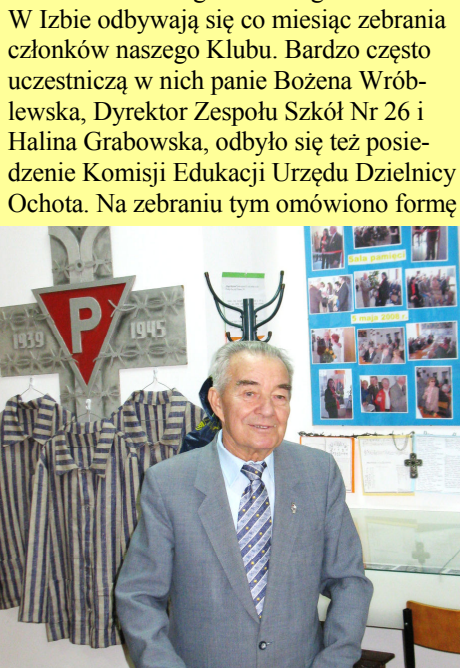 W Izbie odbywają się co miesiąc zebrania
członków naszego Klubu. Bardzo często
uczestniczą w nich panie Bożena Wrób-
lewska, Dyrektor Zespołu Szkół Nr 26 i
Halina Grabowska, odbyło się też posie-
dzenie Komisji Edukacji Urzędu Dzielnicy
Ochota. Na zebraniu tym omówiono formę
Sala pamięci
P
1939 1945
5 maja 2008 r.